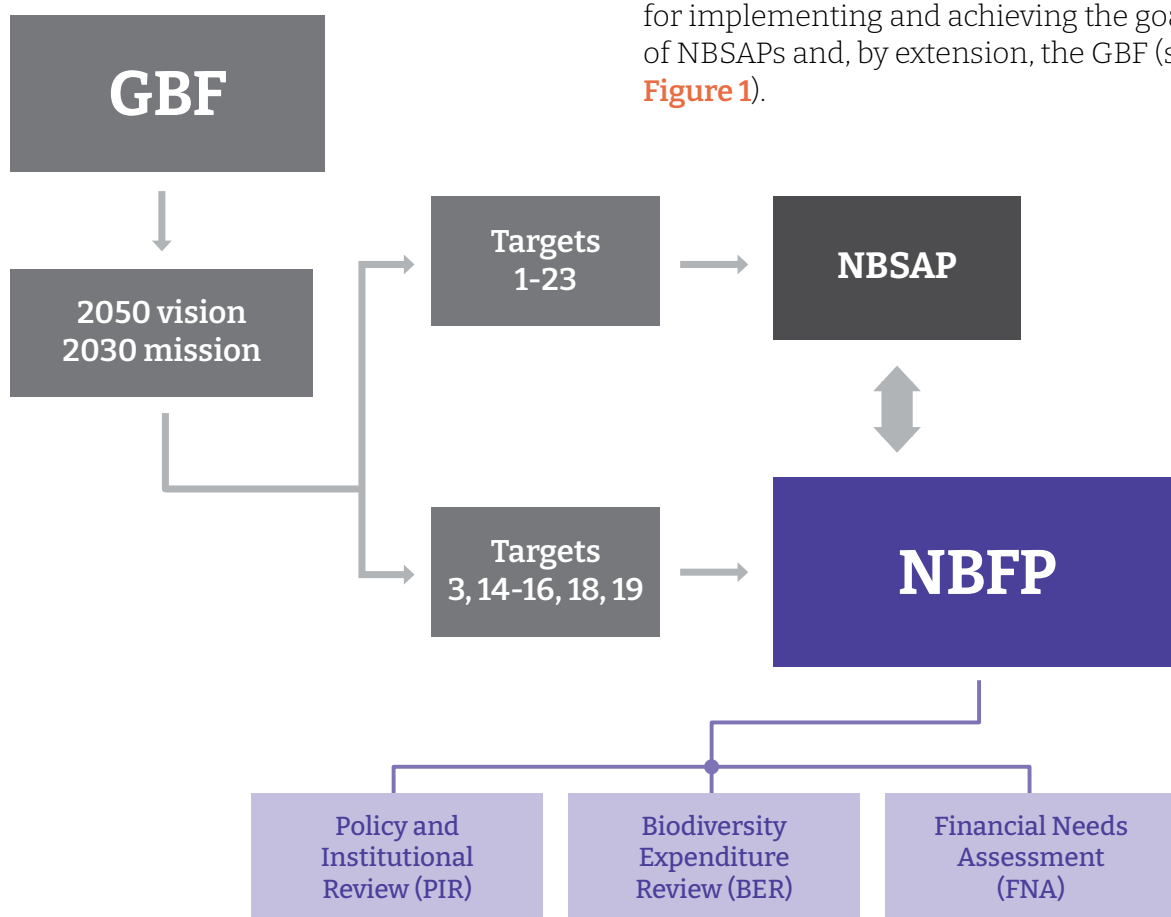 for implementing and achieving the
of NBSAPs and, by extension, the GBF
Figure 1).
GBF
2050 vision
2030 mission
Targets
1-23
NBSAP
Targets
3, 14-16, 18, 19
NBFP
Policy and
Institutional
Review (PIR)
Biodiversity
Expenditure
Review (BER)
Financial Needs
Assessment
(FNA)